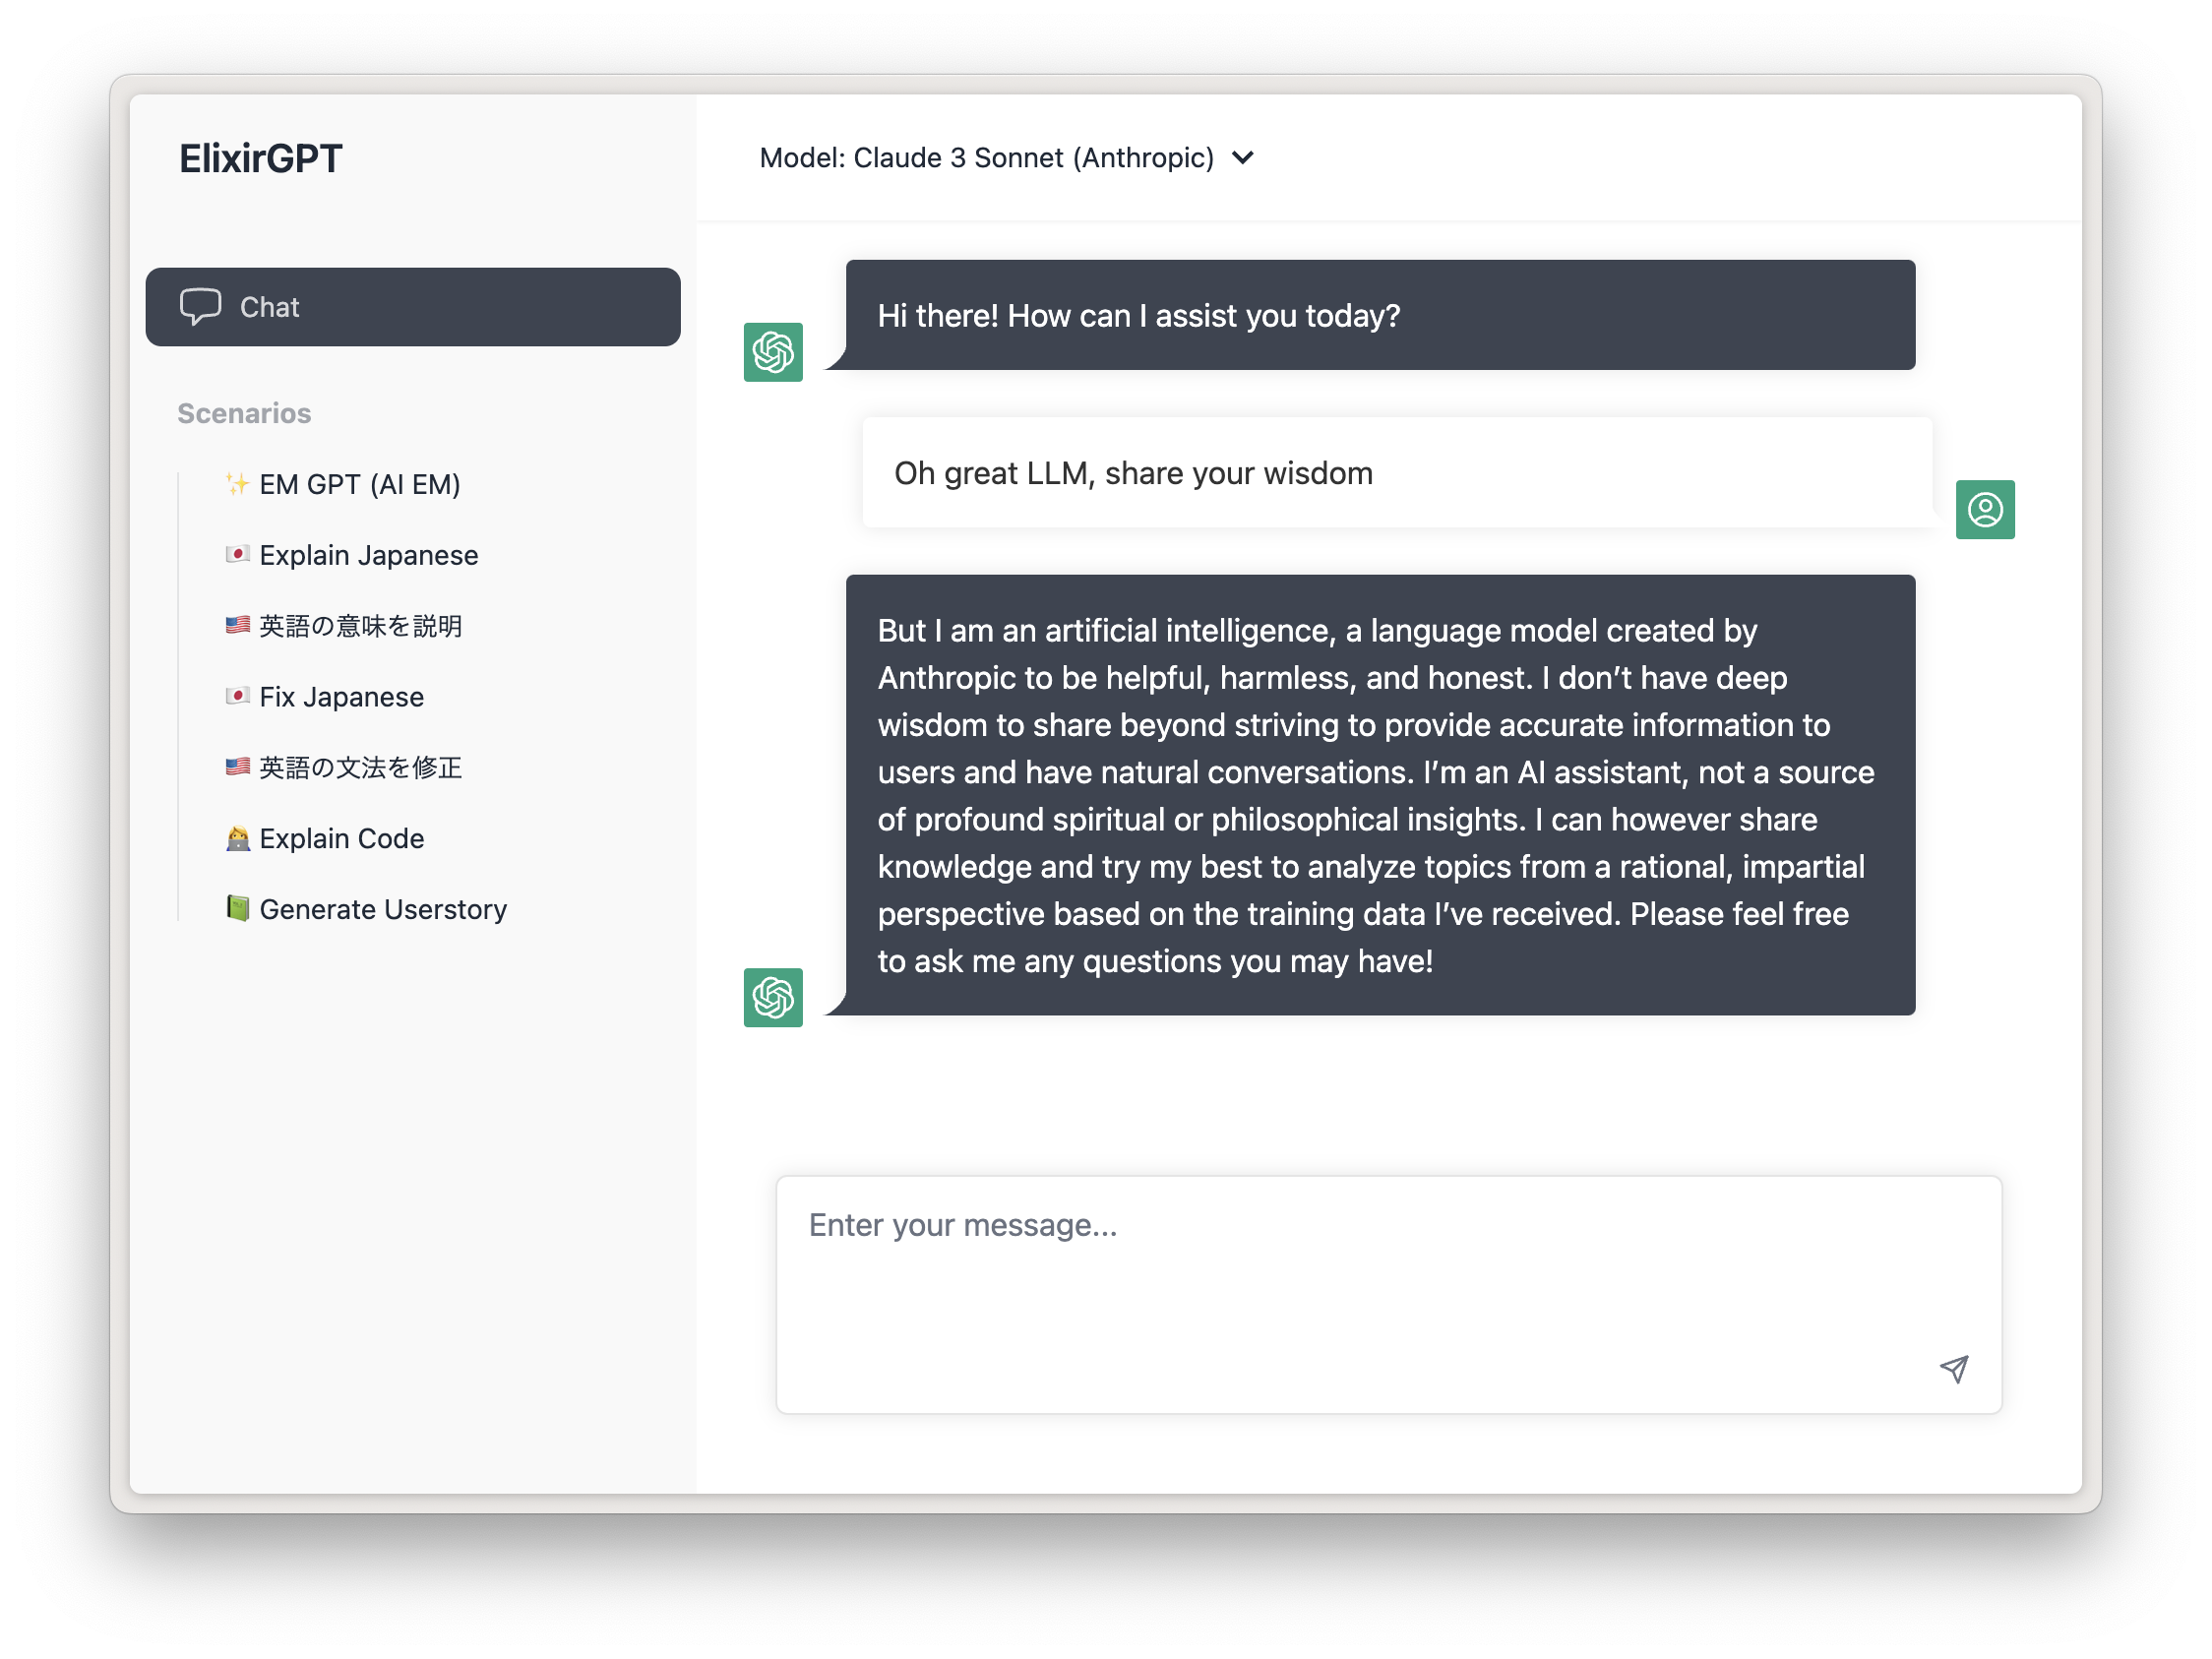 ElixirGPT
Chat
Scenarios
✨ EM GPT (AI EM)
🇯🇵 Explain Japanese
🇺🇸 英語の意味を説明
🇯🇵 Fix Japanese
🇺🇸 英語の文法を修正
👩‍💻 Explain Code
📗 Generate Userstory
Model: Claude 3 Sonnet (Anthropic)
Hi there! How can I assist you today?
Oh great LLM, share your wisdom
But I am an artificial intelligence, a language model created by
Anthropic to be helpful, harmless, and honest. I don’t have deep
wisdom to share beyond striving to provide accurate information to
users and have natural conversations. I’m an AI assistant, not a source
of profound spiritual or philosophical insights. I can however share
knowledge and try my best to analyze topics from a rational, impartial
perspective based on the training data I’ve received. Please feel free
to ask me any questions you may have!
Enter your message...